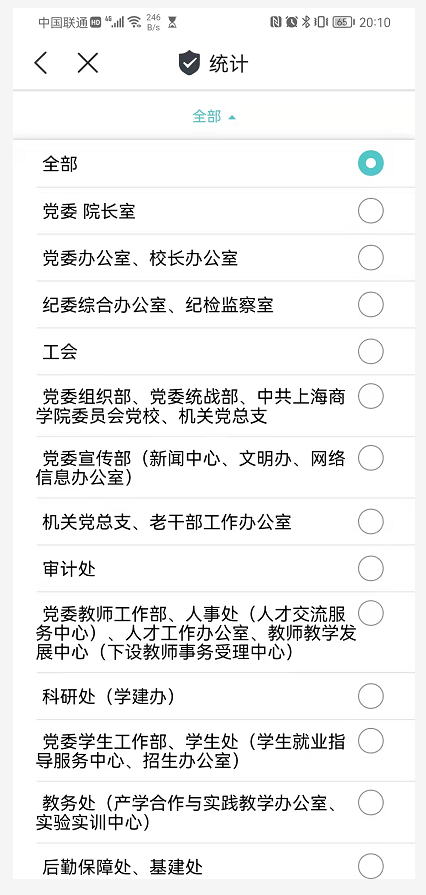 中国联通 HD 4G 246 B/s 65 20:10
统计
全部
全部
党委 院长室
党委办公室、校长办公室
纪委综合办公室、纪检监察室
工会
党委组织部、党委统战部、中共上海商
学院委员会党校、机关党总支
党委宣传部（新闻中心、文明办、网络
信息办公室）
机关党总支、老干部工作办公室
审计处
党委教师工作部、人事处（人才交流服
务中心）、人才工作办公室、教师教学发
展中心（下设教师事务受理中心）
科研处（学建办）
党委学生工作部、学生处（学生就业指
导服务中心、招生办公室）
教务处（产学合作与实践教学办公室、
实验实训中心）
后勤保障处、基建处